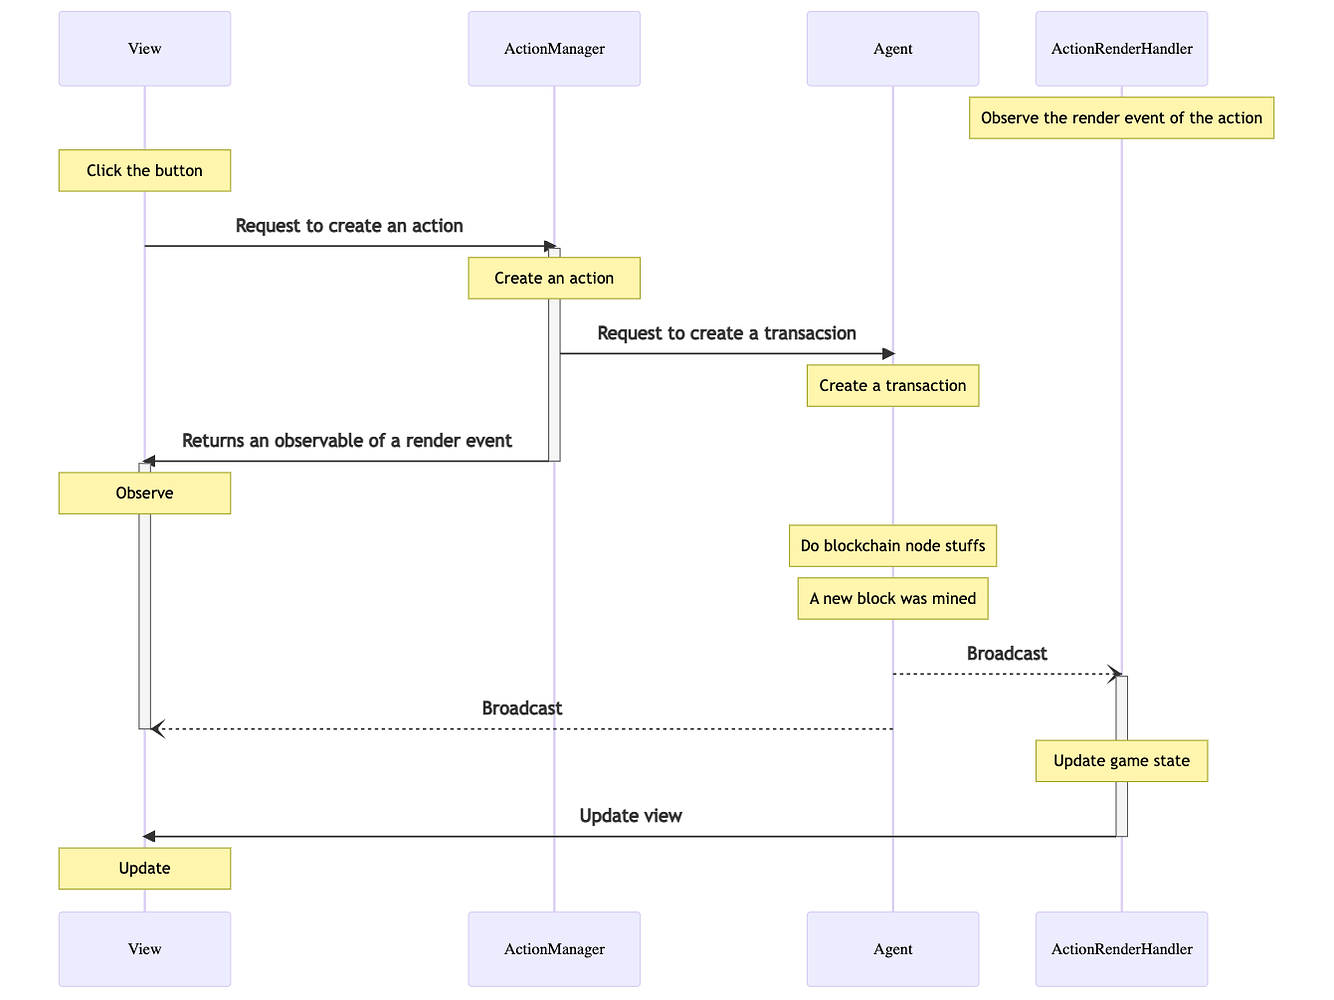 View
ActionManager
Agent
ActionRenderHandler
Observe the render event of the action
Click the button
Request to create an action
Create an action
Request to create a transacsion
Create a transaction
Returns an observable of a render event
Observe
Do blockchain node stuffs
A new block was mined
Broadcast
Broadcast
Update game state
Update view
Update
View
ActionManager
Agent
ActionRenderHandler